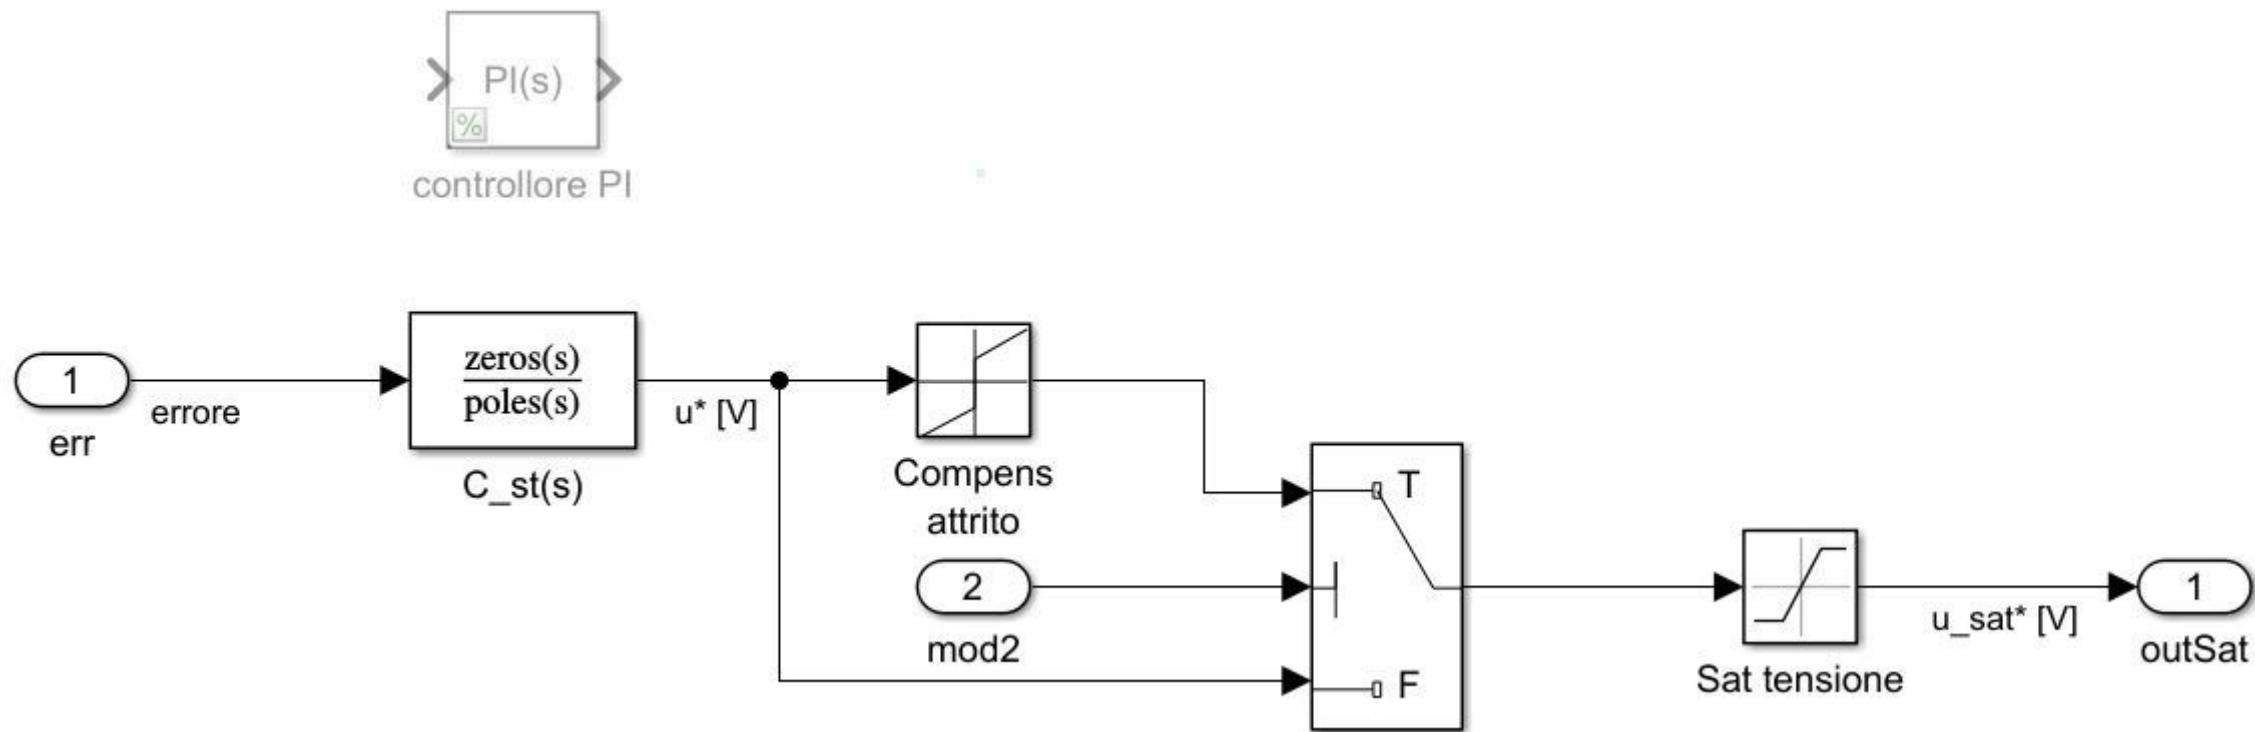 PI(s)
%
controllore PI
1
errore
err
zeros(s)
poles(s)
C_st(s)
u* [V]
Compens
attrito
2
mod2
T
F
Sat tensione
u_sat* [V]
1
outSat